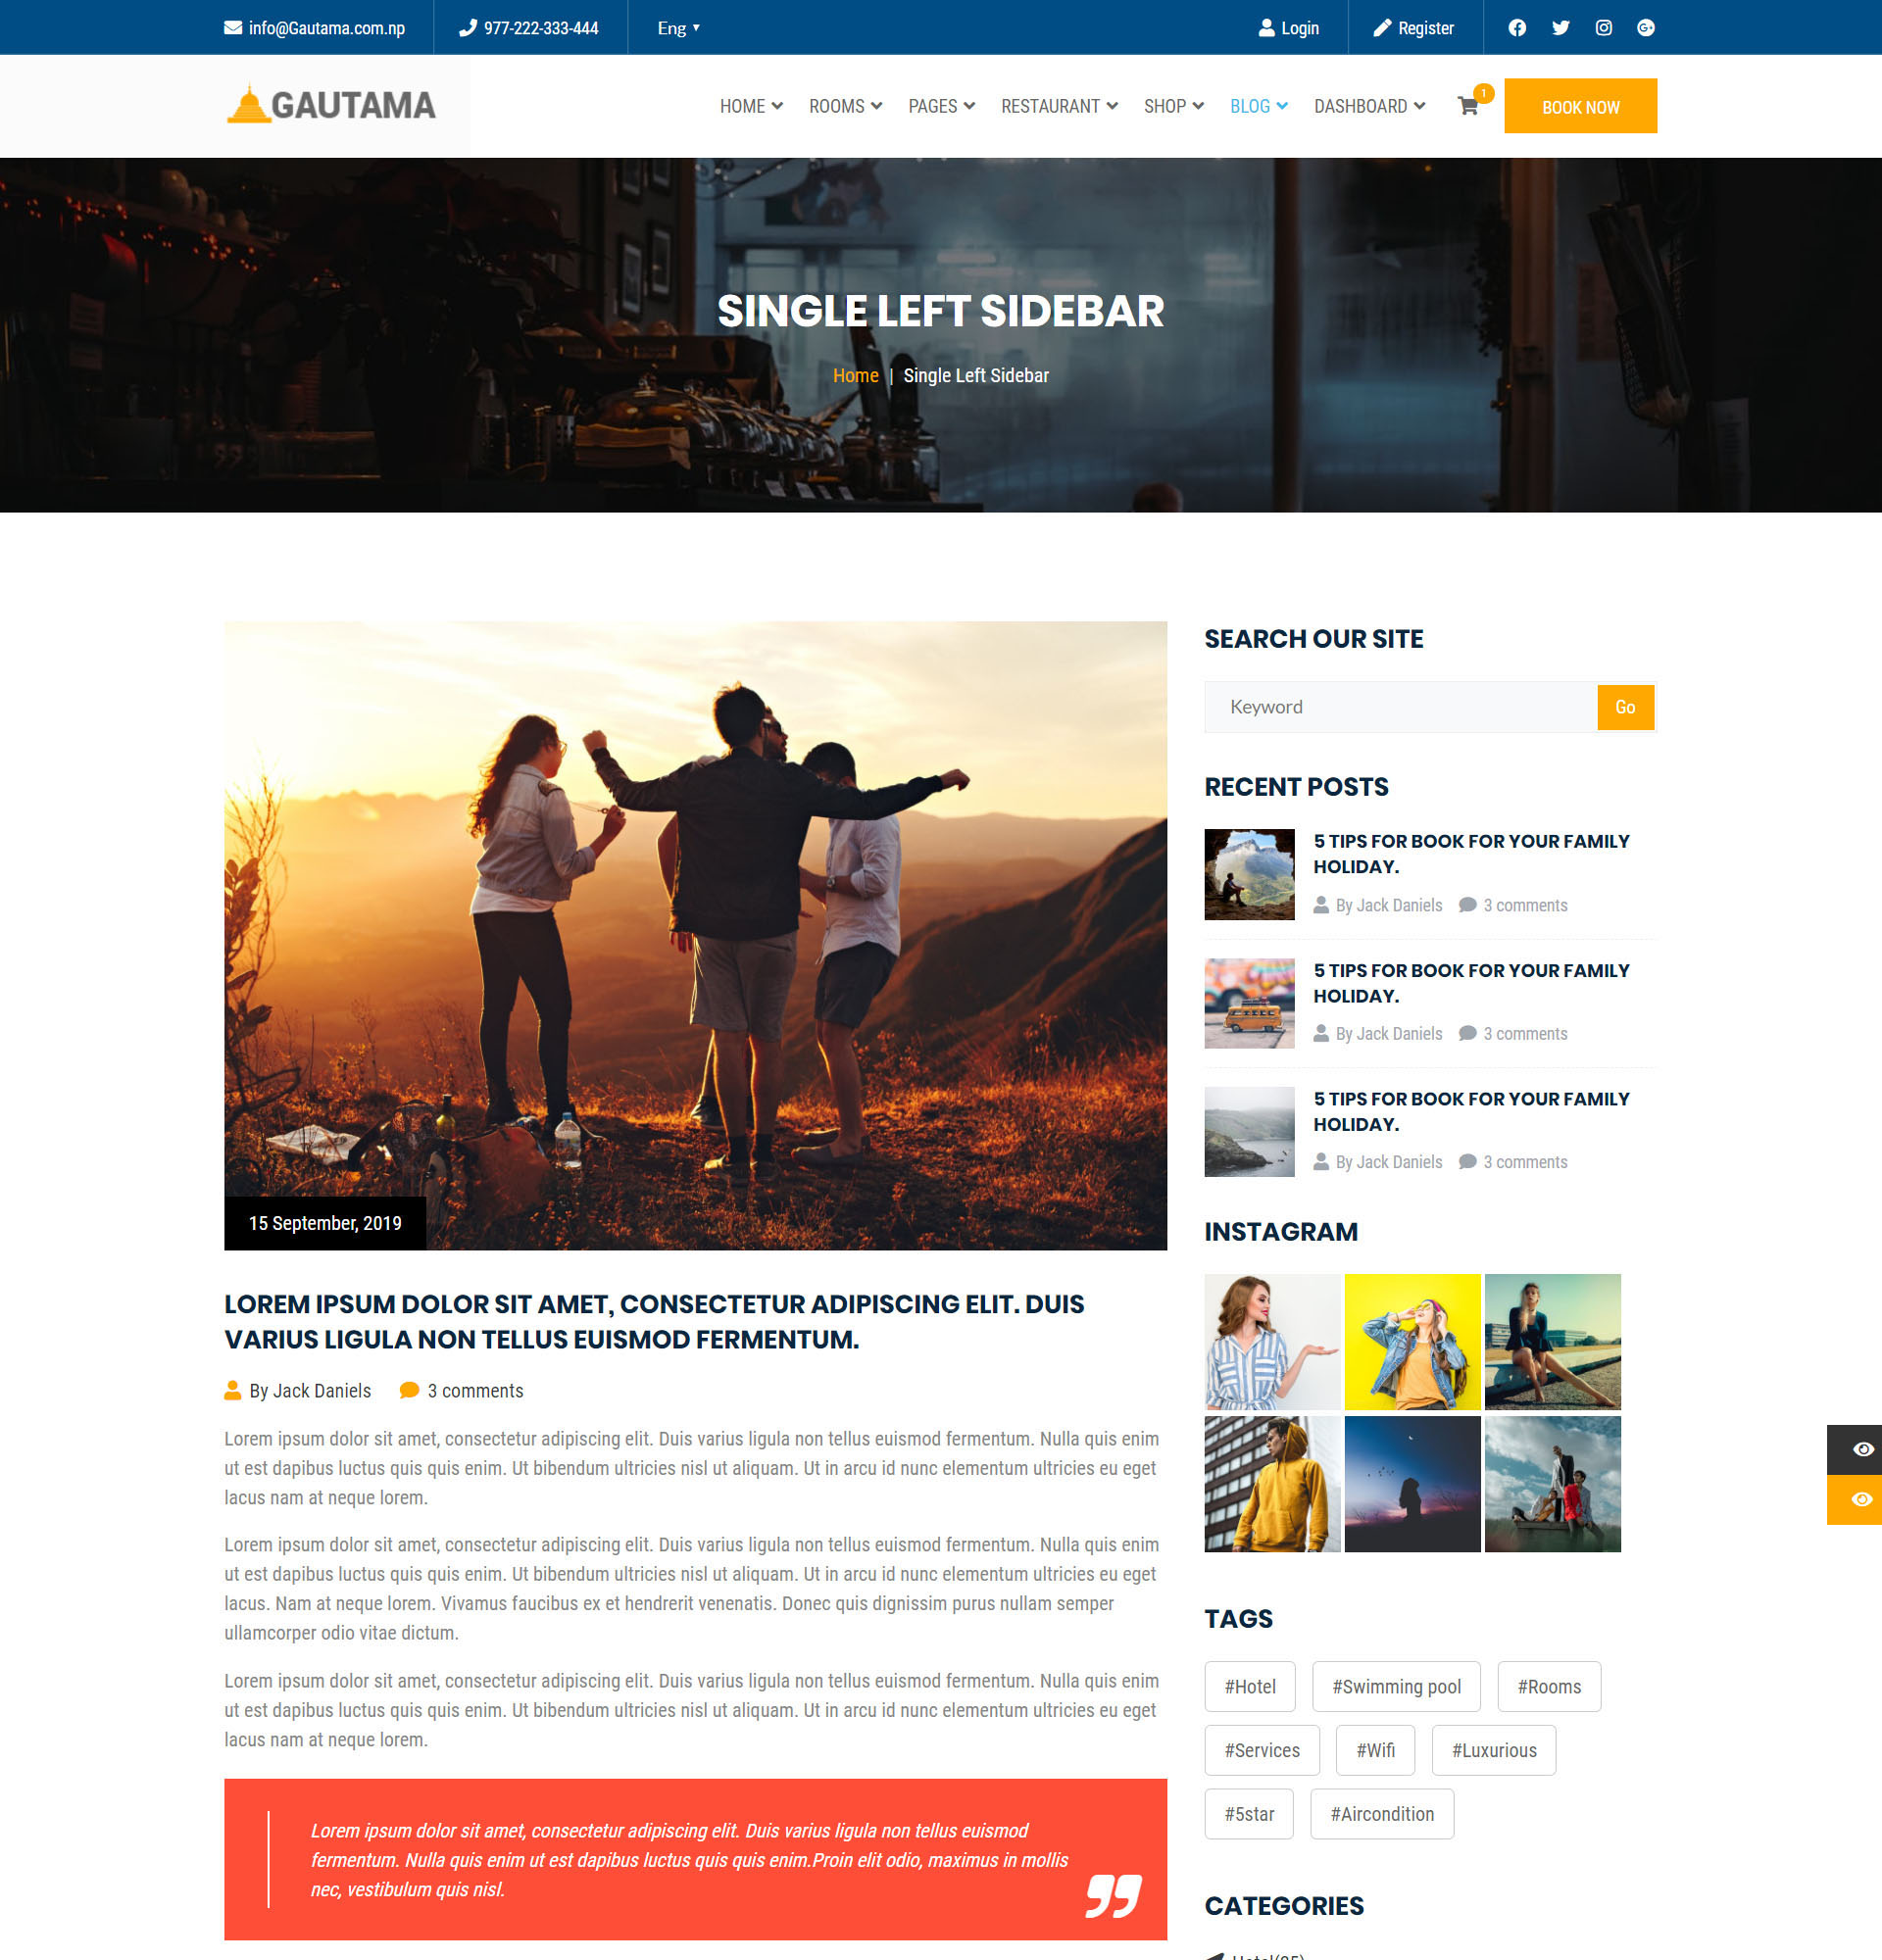 info@Gautama.com.np
977-222-333-444
Eng
Login
Register
GAUTAMA
HOME
ROOMS
PAGES
RESTAURANT
SHOP
BLOG
DASHBOARD
1
BOOK NOW
SINGLE LEFT SIDEBAR
Home | Single Left Sidebar
15 September, 2019
LOREM IPSUM DOLOR SIT AMET, CONSECTETUR ADIPISCING ELIT. DUIS
VARIUS LIGULA NON TELLUS EUISMOD FERMENTUM.
By Jack Daniels 3 comments
Lorem ipsum dolor sit amet, consectetur adipiscing elit. Duis varius ligula non tellus euismod fermentum. Nulla quis enim
ut est dapibus luctus quis quis enim. Ut bibendum ultricies nisl ut aliquam. Ut in arcu id nunc elementum ultricies eu eget
lacus nam at neque lorem.
Lorem ipsum dolor sit amet, consectetur adipiscing elit. Duis varius ligula non tellus euismod fermentum. Nulla quis enim
ut est dapibus luctus quis quis enim. Ut bibendum ultricies nisl ut aliquam. Ut in arcu id nunc elementum ultricies eu eget
lacus. Nam at neque lorem. Vivamus faucibus ex et hendrerit venenatis. Donec quis dignissim purus nullam semper
ullamcorper odio vitae dictum.
Lorem ipsum dolor sit amet, consectetur adipiscing elit. Duis varius ligula non tellus euismod fermentum. Nulla quis enim
ut est dapibus luctus quis quis enim. Ut bibendum ultricies nisl ut aliquam. Ut in arcu id nunc elementum ultricies eu eget
lacus nam at neque lorem.
Lorem ipsum dolor sit amet, consectetur adipiscing elit. Duis varius ligula non tellus euismod
fermentum. Nulla quis enim ut est dapibus luctus quis quis enim.Proin elit odio, maximus in mollis
nec, vestibulum quis nisl.
SEARCH OUR SITE
Keyword
Go
RECENT POSTS
5 TIPS FOR BOOK FOR YOUR FAMILY
HOLIDAY.
By Jack Daniels 3 comments
5 TIPS FOR BOOK FOR YOUR FAMILY
HOLIDAY.
By Jack Daniels 3 comments
5 TIPS FOR BOOK FOR YOUR FAMILY
HOLIDAY.
By Jack Daniels 3 comments
INSTAGRAM
TAGS
#Hotel #Swimming pool #Rooms
#Services #Wifi #Luxurious
#5star #Aircondition
CATEGORIES